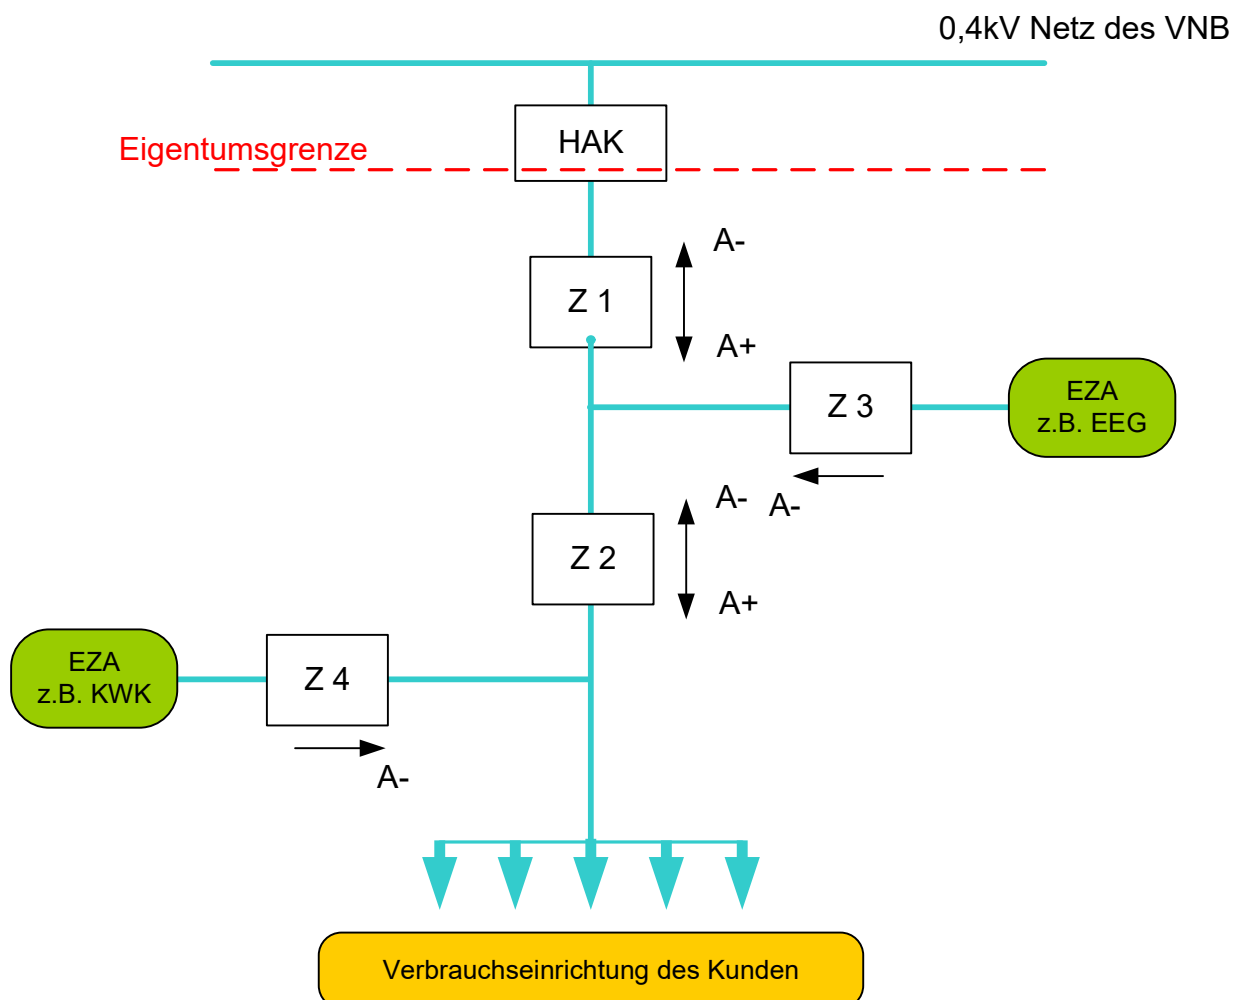 0,4kV Netz des VNB
HAK
Eigentumsgrenze
A-
Z 1
A+
Z 3
EZA
z.B. EEG
A-
A-
Z 2
A+
EZA
z.B. KWK
Z 4
A-
Verbrauchseinrichtung des Kunden